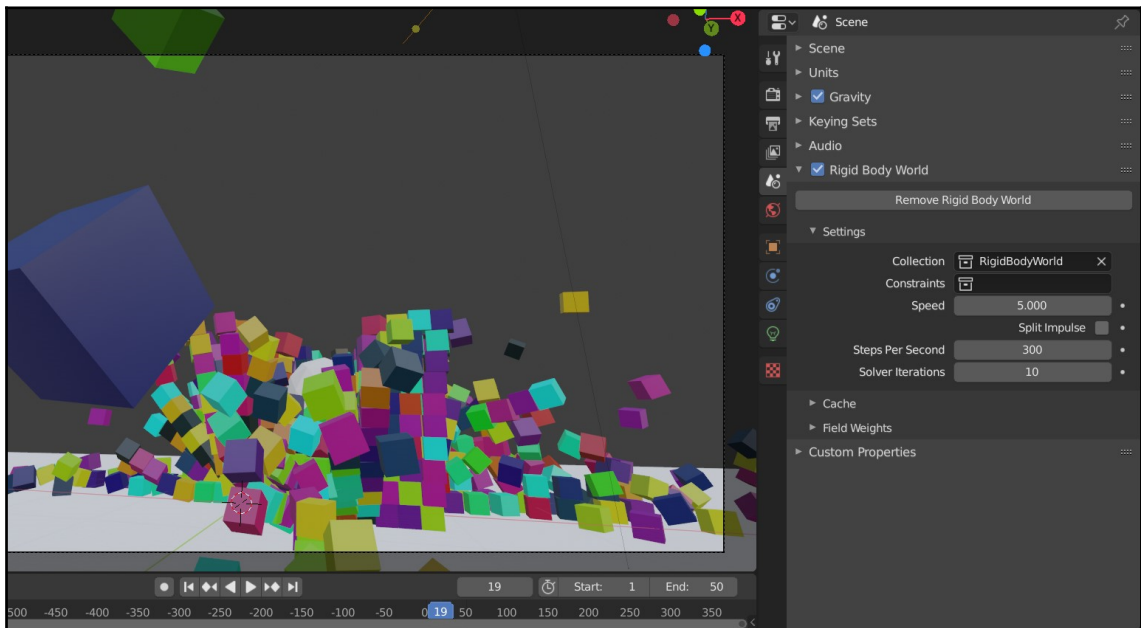 X
Y
Scene
Scene
Units
Gravity
Keying Sets
Audio
Rigid Body World
Remove Rigid Body World
Settings
Collection RigidBodyWorld
Constraints
Speed 5.000
Split Impulse
Steps Per Second 300
Solver Iterations 10
Cache
Field Weights
Custom Properties
19 Start: 1 End: 50
500 -450 -400 -350 -300 -250 -200 -150 -100 -50 0 19 50 100 150 200 250 300 350